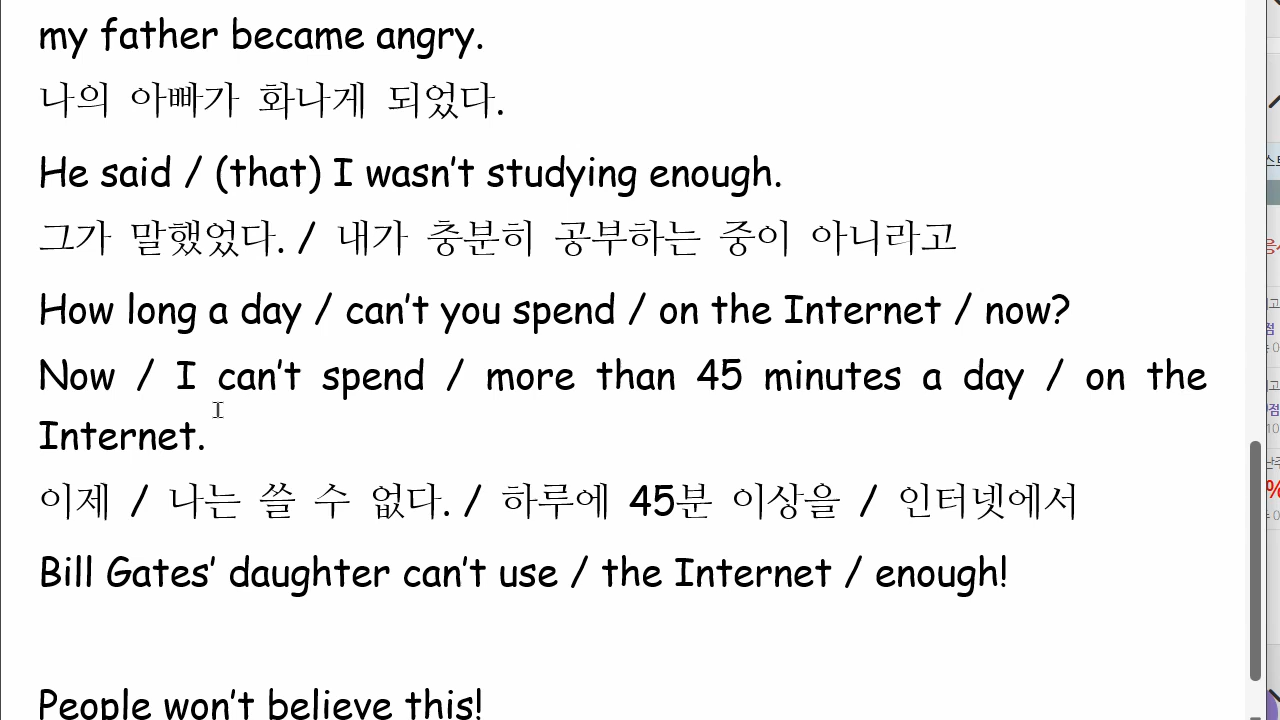 my father became angry.
나의 아빠가 화나게 되었다.
He said / (that) I wasn't studying enough.
그가 말했었다. / 내가 충분히 공부하는 중이 아니라고
How long a day / can't you spend / on the Internet / now?
Now / I can't spend / more than 45 minutes a day / on the
Internet.
이제 / 나는 쓸 수 없다. / 하루에 45분 이상을 / 인터넷에서
Bill Gates' daughter can't use / the Internet / enough!
People won't believe this!